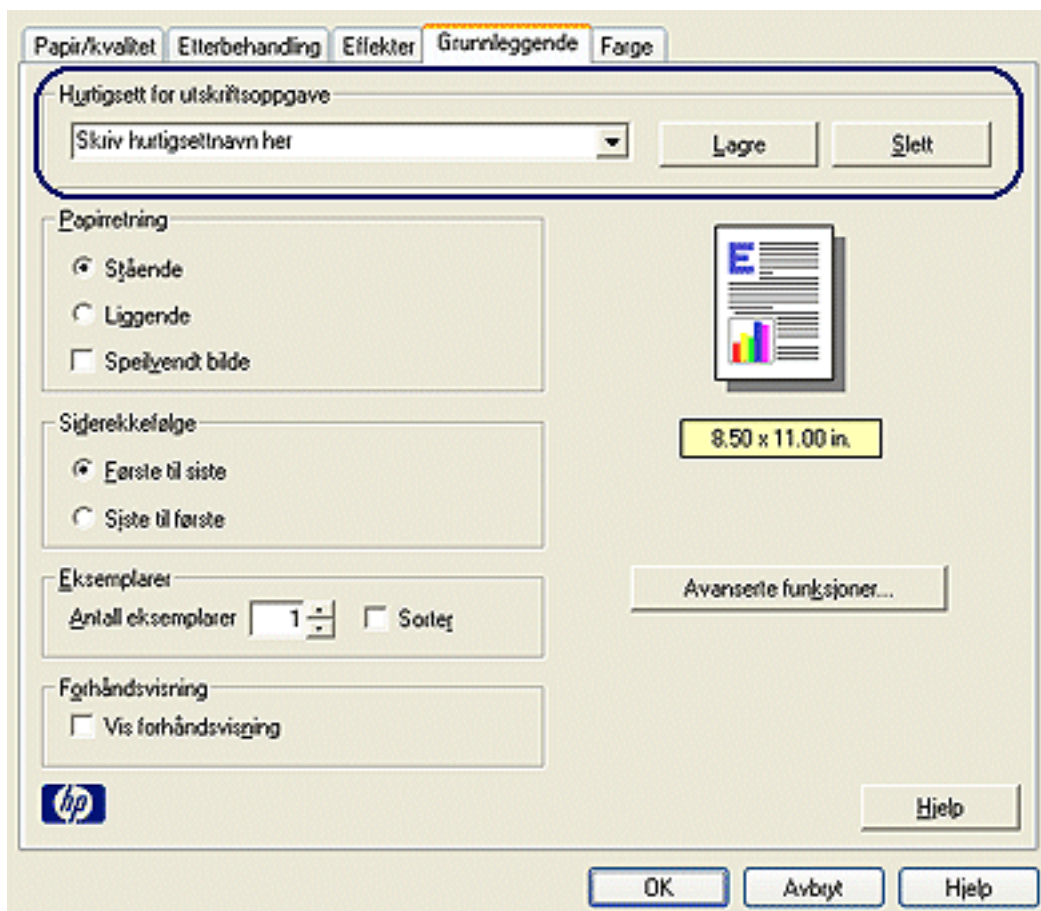 Papir/kvalitet Etterbehandling Effekter Grunnleggende Farge
Hurtigsett for utskriftsoppgave
Skriv hurtigsettnavn her Lagre Slett
Papirretning
Stående
Liggende
Speilvendt bilde
E
8.50 x 11.00 in.
Siderekkefølge
Første til siste
Siste til første
Eksemplarer
Antall eksemplarer 1 Sorter
Avanserte funksjoner...
Forhåndsvisning
Vis forhåndsvisning
hp
Hjelp
OK Avbryt Hjelp